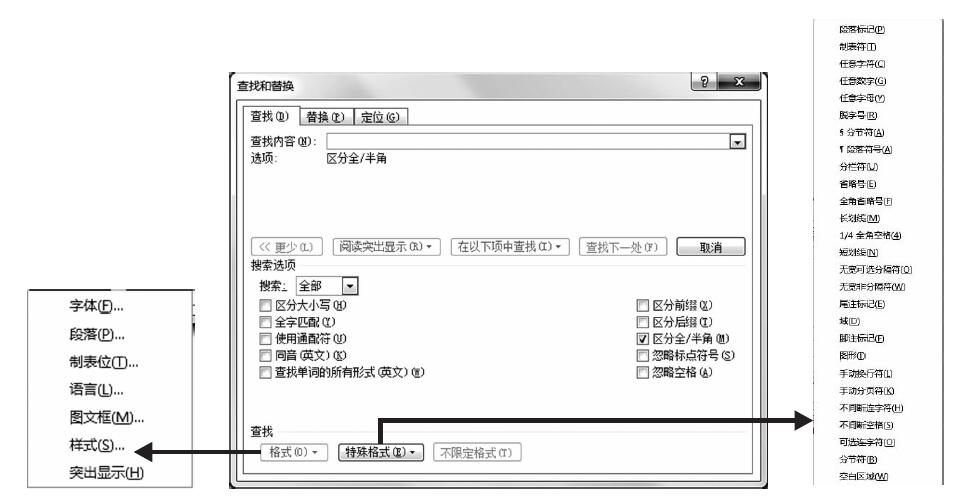 查找和替换
查找(D) 替换(P) 定位(G)
查找内容(N):
选项: 区分全/半角
<< 更少(L) 阅读突出显示(R) 在以下项中查找(I) 查找下一处(F) 取消
搜索选项
搜索: 全部
区分大小写(H)
全字匹配(Y)
使用通配符(U)
同音(英文)(K)
查找单词的所有形式(英文)(W)
区分前缀(X)
区分后缀(T)
区分全/半角(M)
忽略标点符号(S)
忽略空格(A)
查找
格式(O) 特殊格式(E) 不限定格式(T)
字体(F)...
段落(P)...
制表位(T)...
语言(L)...
图文框(M)...
样式(S)...
突出显示(H)
段落标记(P)
制表符(T)
任意字符(C)
任意数字(G)
任意字母(Y)
脱字号(R)
§ 分节符(A)
¶ 段落符号(A)
分栏符(U)
省略号(E)
全角省略号(F)
长划线(M)
1/4 全角空格(4)
短划线(N)
无宽可选分隔符(O)
无宽非分隔符(W)
尾注标记(E)
域(D)
脚注标记(F)
图形(I)
手动换行符(L)
手动分页符(K)
不间断连字符(H)
不间断空格(S)
可选连字符(O)
分节符(B)
空白区域(W)